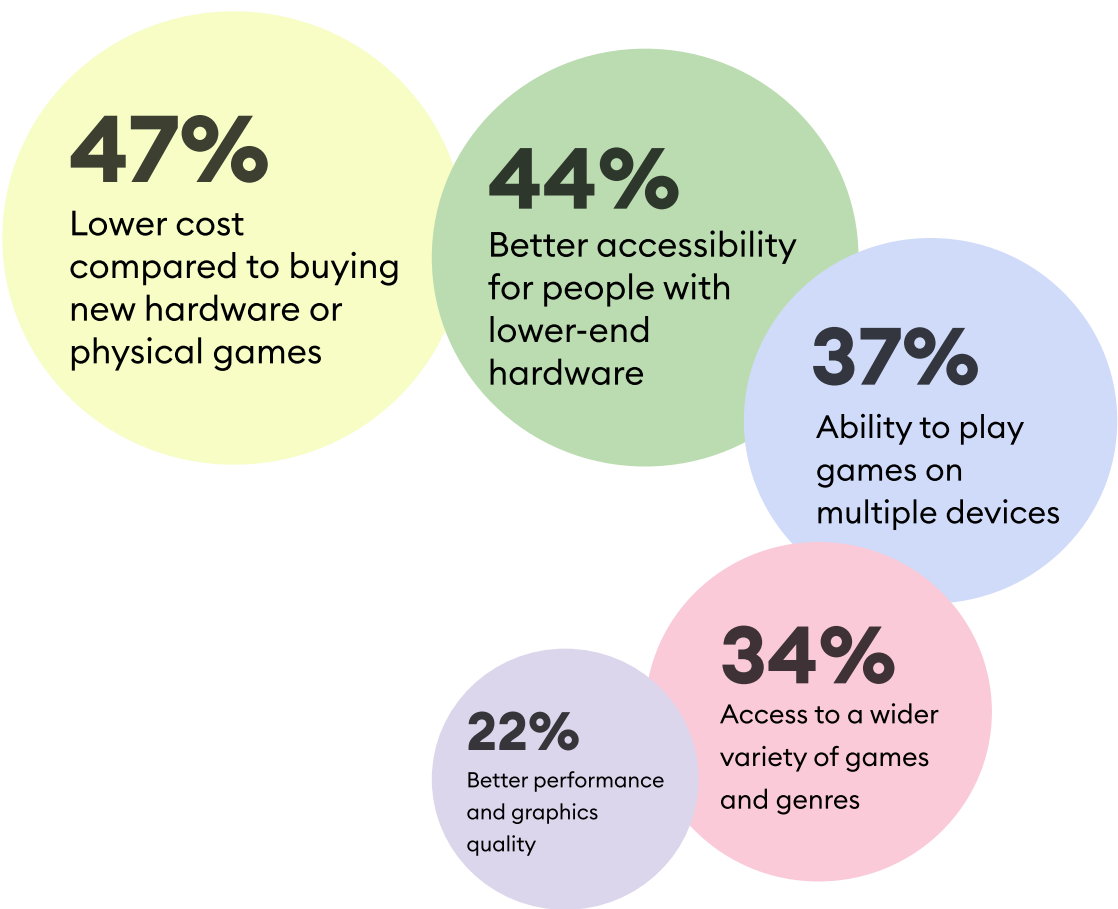 47%
Lower cost
compared to buying
new hardware or
physical games
44%
Better accessibility
for people with
lower-end
hardware
37%
Ability to play
games on
multiple devices
34%
Access to a wider
variety of games
and genres
22%
Better performance
and graphics
quality